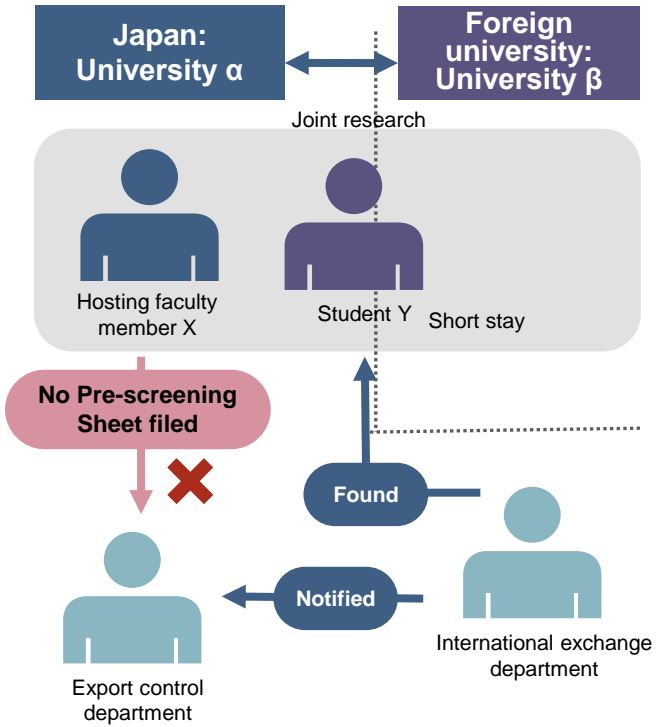 Japan:
University α
Foreign
university:
University β
Joint research
Hosting faculty
member X
Student Y
Short stay
No Pre-screening
Sheet filed
Found
Notified
International exchange
department
Export control
department